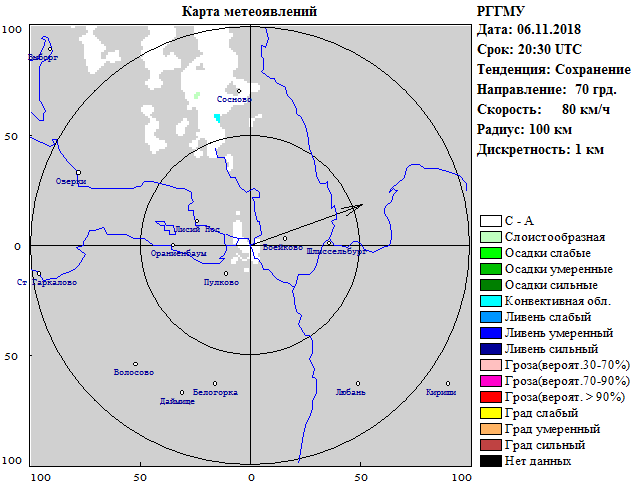 Карта метеоявлений
РГГМУ
Дата: 06.11.2018
Срок: 20:30 UTC
Тенденция: Сохранение
Направление: 70 грд.
Скорость: 80 км/ч
Радиус: 100 км
Дискретность: 1 км
100
50
0
50
100
100
50
0
50
100
Выборг
Сосново
Озерки
Лисий Нос
Ораниенбаум
Воейково
Шлиссельбург
Ст Гаркалово
Пулково
Волосово
Белогорка
Даймище
Любань
Кириши
С - А
Слоистообразная
Осадки слабые
Осадки умеренные
Осадки сильные
Конвективная обл.
Ливень слабый
Ливень умеренный
Ливень сильный
Гроза(вероят.30-70%)
Гроза(вероят.70-90%)
Гроза(вероят. > 90%)
Град слабый
Град умеренный
Град сильный
Нет данных